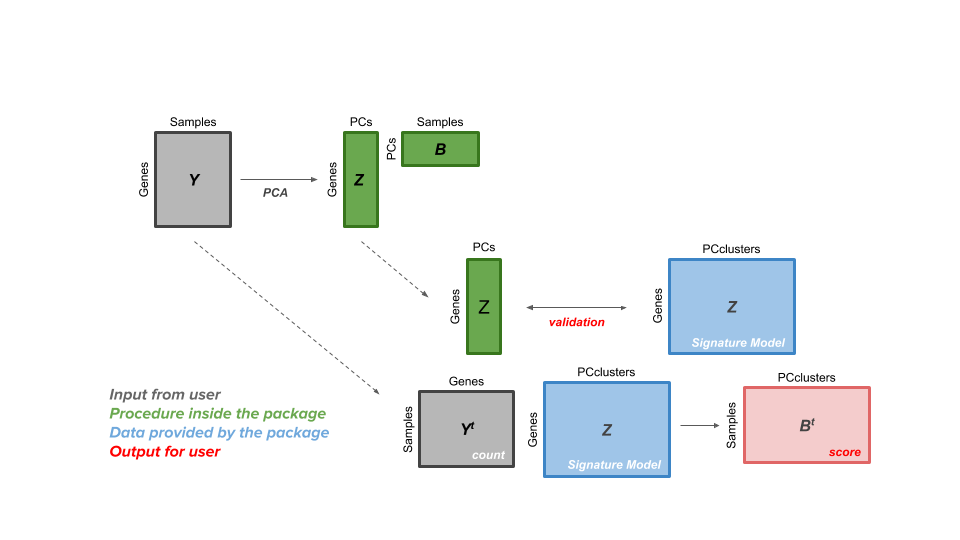 Samples
Genes
Y
PCA
PCs
Genes
Z
Samples
PCs
B
PCs
Genes
Z
validation
PCclusters
Genes
Z
Signature Model
Input from user
Procedure inside the package
Data provided by the package
Output for user
Genes
Samples
Yᵗ
count
PCclusters
Genes
Z
Signature Model
PCclusters
Samples
Bᵗ
score